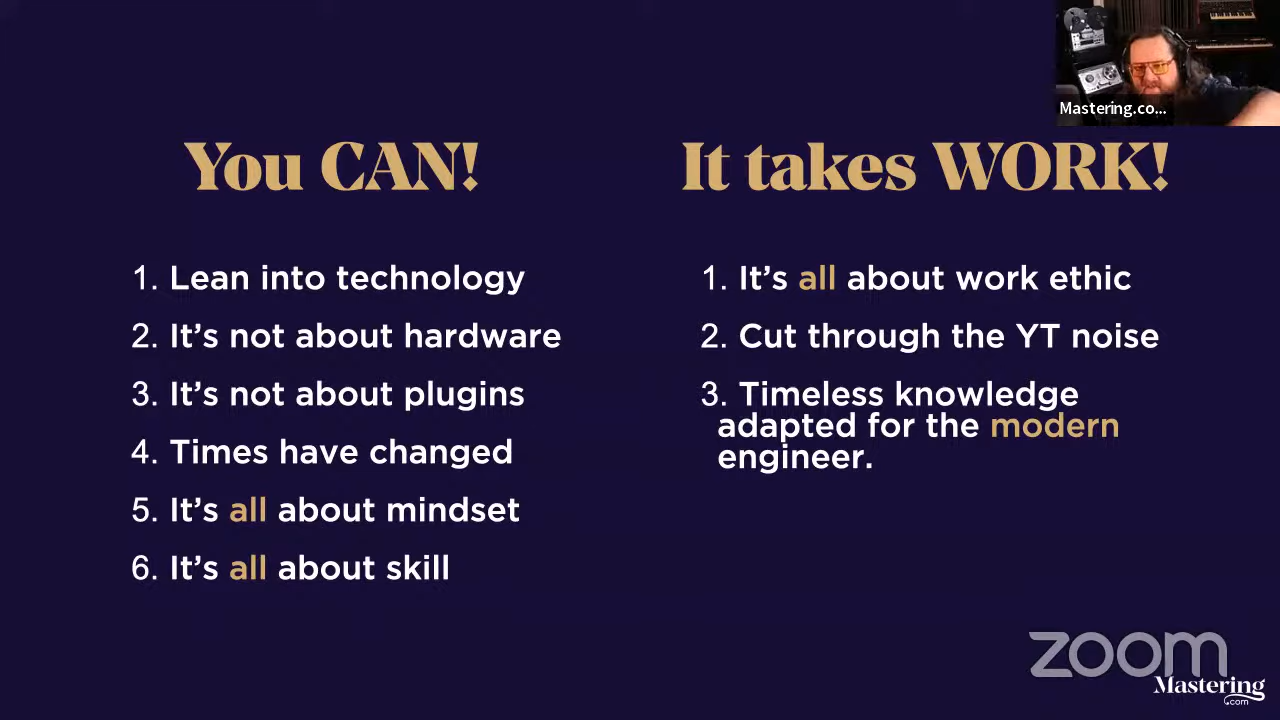 Mastering.co...
You CAN!
1. Lean into technology
2. It's not about hardware
3. It's not about plugins
4. Times have changed
5. It's all about mindset
6. It's all about skill
It takes WORK!
1. It's all about work ethic
2. Cut through the YT noise
3. Timeless knowledge
adapted for the modern
engineer.
zoom
Mastering
.com